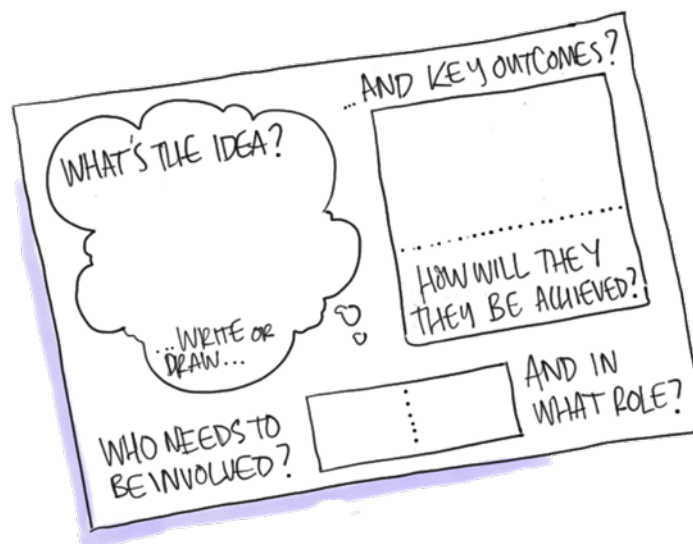 WHAT'S THE IDEA?
...WRITE OR
DRAW...
...AND KEY OUTCOMES?
HOW WILL THEY
THEY BE ACHIEVED?
WHO NEEDS TO
BE INVOLVED?
AND IN
WHAT ROLE?